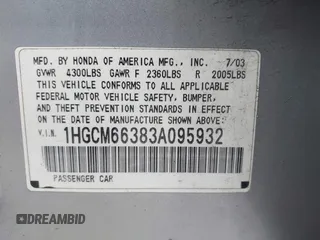 MFD. BY HONDA OF AMERICA MFG., INC. 7/03
GVWR 4300LBS GAWR F 2360LBS R 2005LBS
THIS VEHICLE CONFORMS TO ALL APPLICABLE
FEDERAL MOTOR VEHICLE SAFETY, BUMPER,
AND THEFT PREVENTION STANDARDS IN EFFECT
ON THE DATE OF MANUFACTURE SHOWN ABOVE.
V.I.N. 1HGCM66383A095932
PASSENGER CAR
DREAMBID